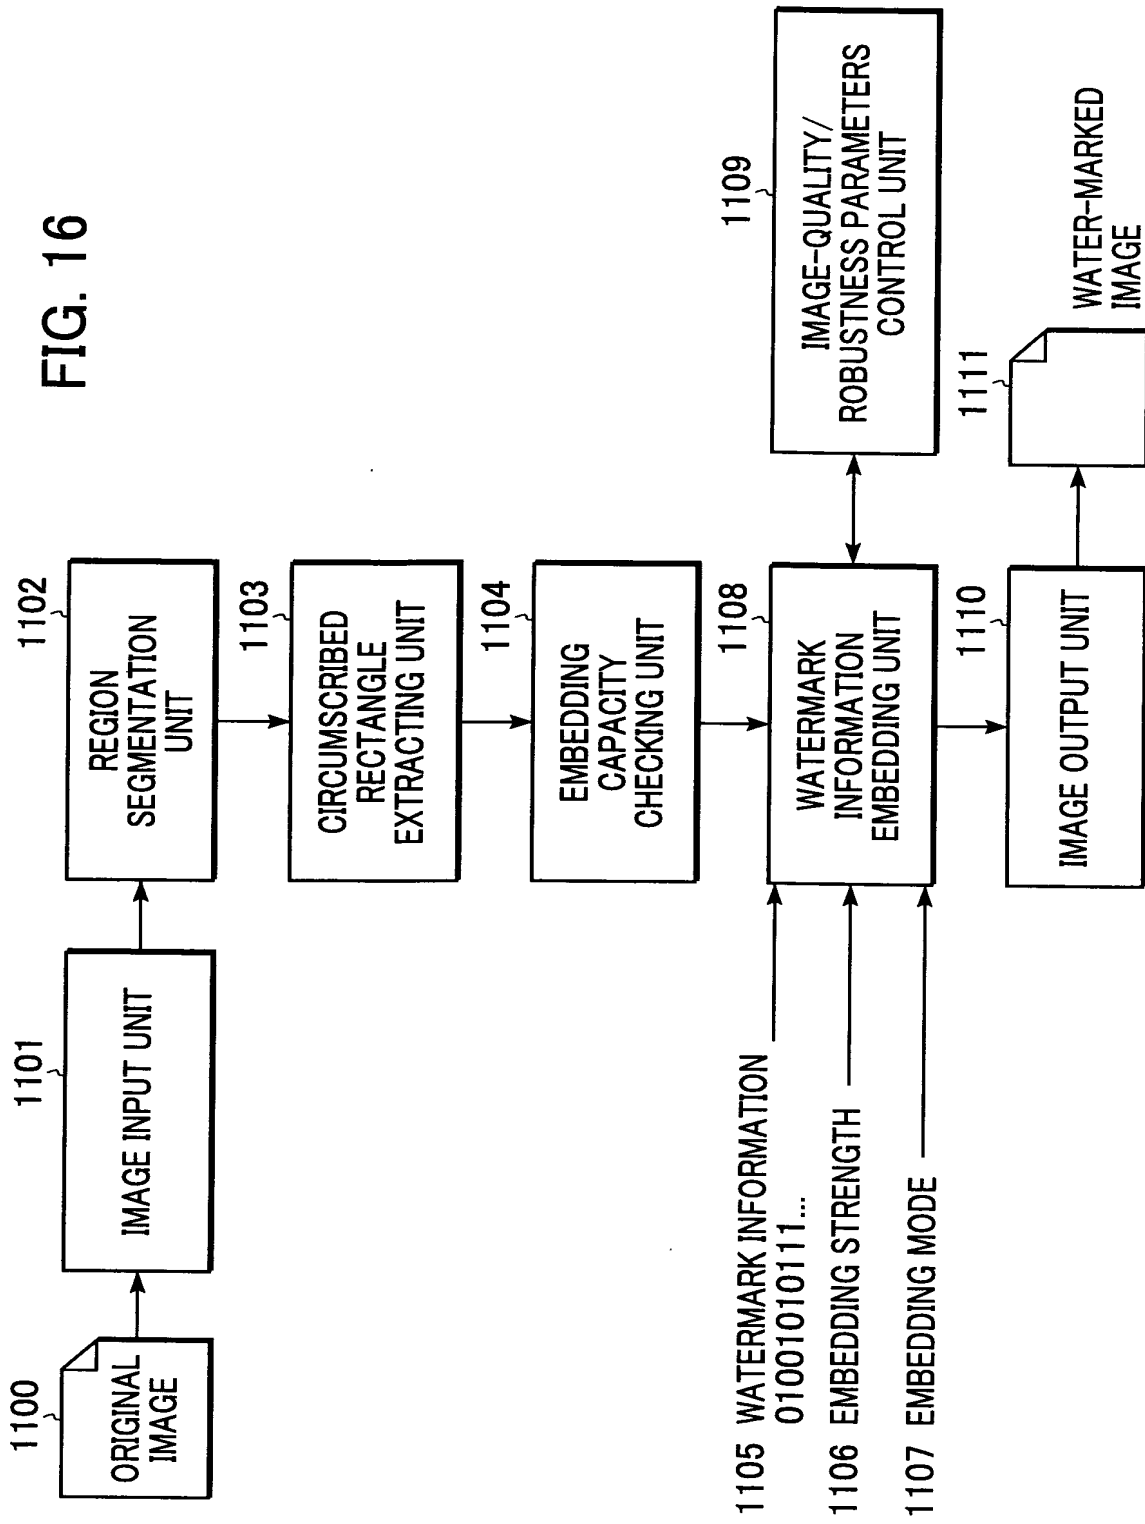 FIG. 16
1100
ORIGINAL
IMAGE
1101
IMAGE INPUT UNIT
1102
REGION
SEGMENTATION
UNIT
1103
CIRCUMSCRIBED
RECTANGLE
EXTRACTING UNIT
1104
EMBEDDING
CAPACITY
CHECKING UNIT
1105 WATERMARK INFORMATION
01001010111...
1106 EMBEDDING STRENGTH
1107 EMBEDDING MODE
1108
WATERMARK
INFORMATION
EMBEDDING UNIT
1109
IMAGE-QUALITY/
ROBUSTNESS PARAMETERS
CONTROL UNIT
1110
IMAGE OUTPUT UNIT
1111
WATER-MARKED
IMAGE